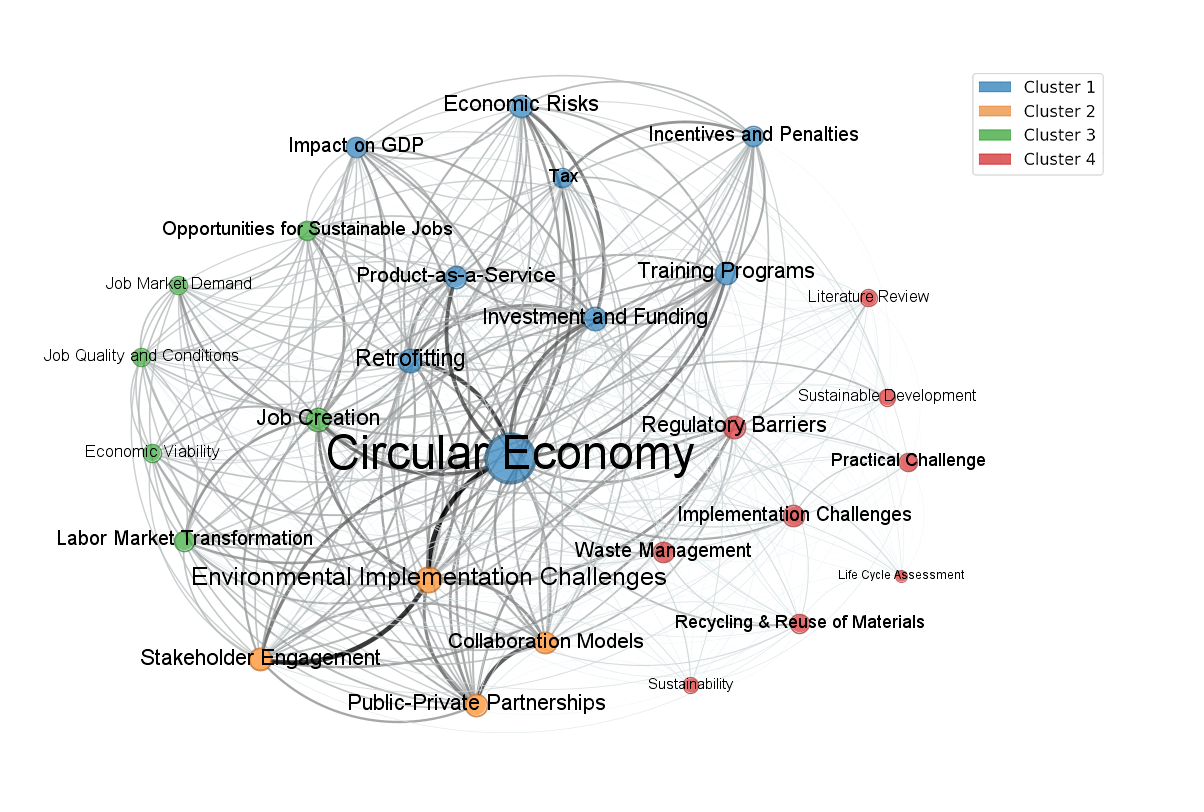 Cluster 1
Cluster 2
Cluster 3
Cluster 4
Economic Risks
Incentives and Penalties
Impact on GDP
Tax
Opportunities for Sustainable Jobs
Product-as-a-Service
Training Programs
Job Market Demand
Literature Review
Investment and Funding
Job Quality and Conditions
Retrofitting
Sustainable Development
Job Creation
Regulatory Barriers
Circular Economy
Economic Viability
Practical Challenge
Implementation Challenges
Labor Market Transformation
Waste Management
Environmental Implementation Challenges
Life Cycle Assessment
Recycling & Reuse of Materials
Collaboration Models
Stakeholder Engagement
Sustainability
Public-Private Partnerships